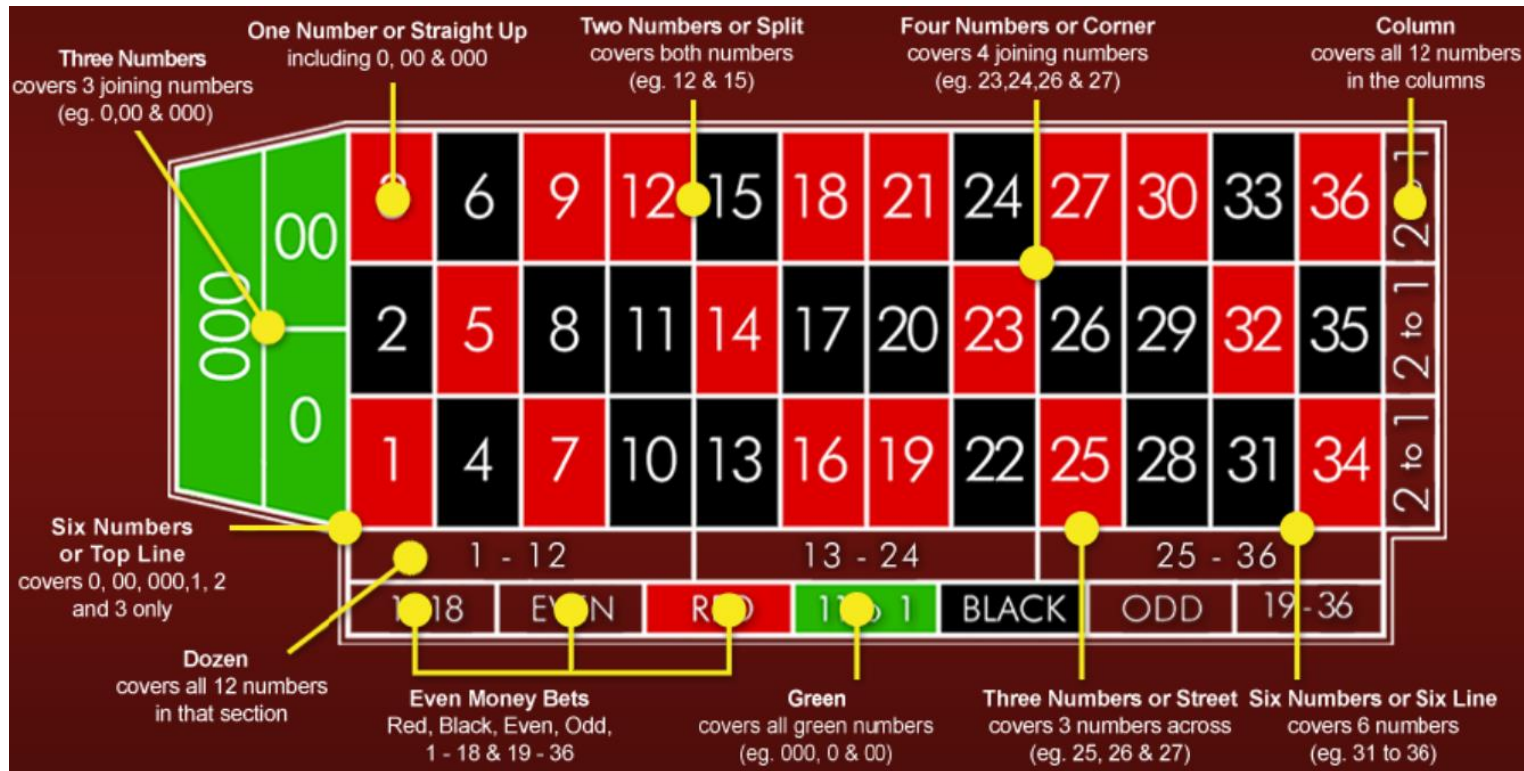 One Number or Straight Up
including 0, 00 & 000
Two Numbers or Split
covers both numbers
(eg. 12 & 15)
Four Numbers or Corner
covers 4 joining numbers
(eg. 23,24,26 & 27)
Column
covers all 12 numbers
in the columns
Three Numbers
covers 3 joining numbers
(eg. 0,00 & 000)
000
00
0
6 9 12 15 18 21 24 27 30 33 36
2 5 8 11 14 17 20 23 26 29 32 35 2 to 1
1 4 7 10 13 16 19 22 25 28 31 34 2 to 1
1 - 12 13 - 24 25 - 36
18 BLACK ODD 19-36
Six Numbers
or Top Line
covers 0, 00, 000,1, 2
and 3 only
Dozen
covers all 12 numbers
in that section
Even Money Bets
Red, Black, Even, Odd,
1 - 18 & 19 - 36
Green
covers all green numbers
(eg. 000, 0 & 00)
Three Numbers or Street
covers 3 numbers across
(eg. 25, 26 & 27)
Six Numbers or Six Line
covers 6 numbers
(eg. 31 to 36)